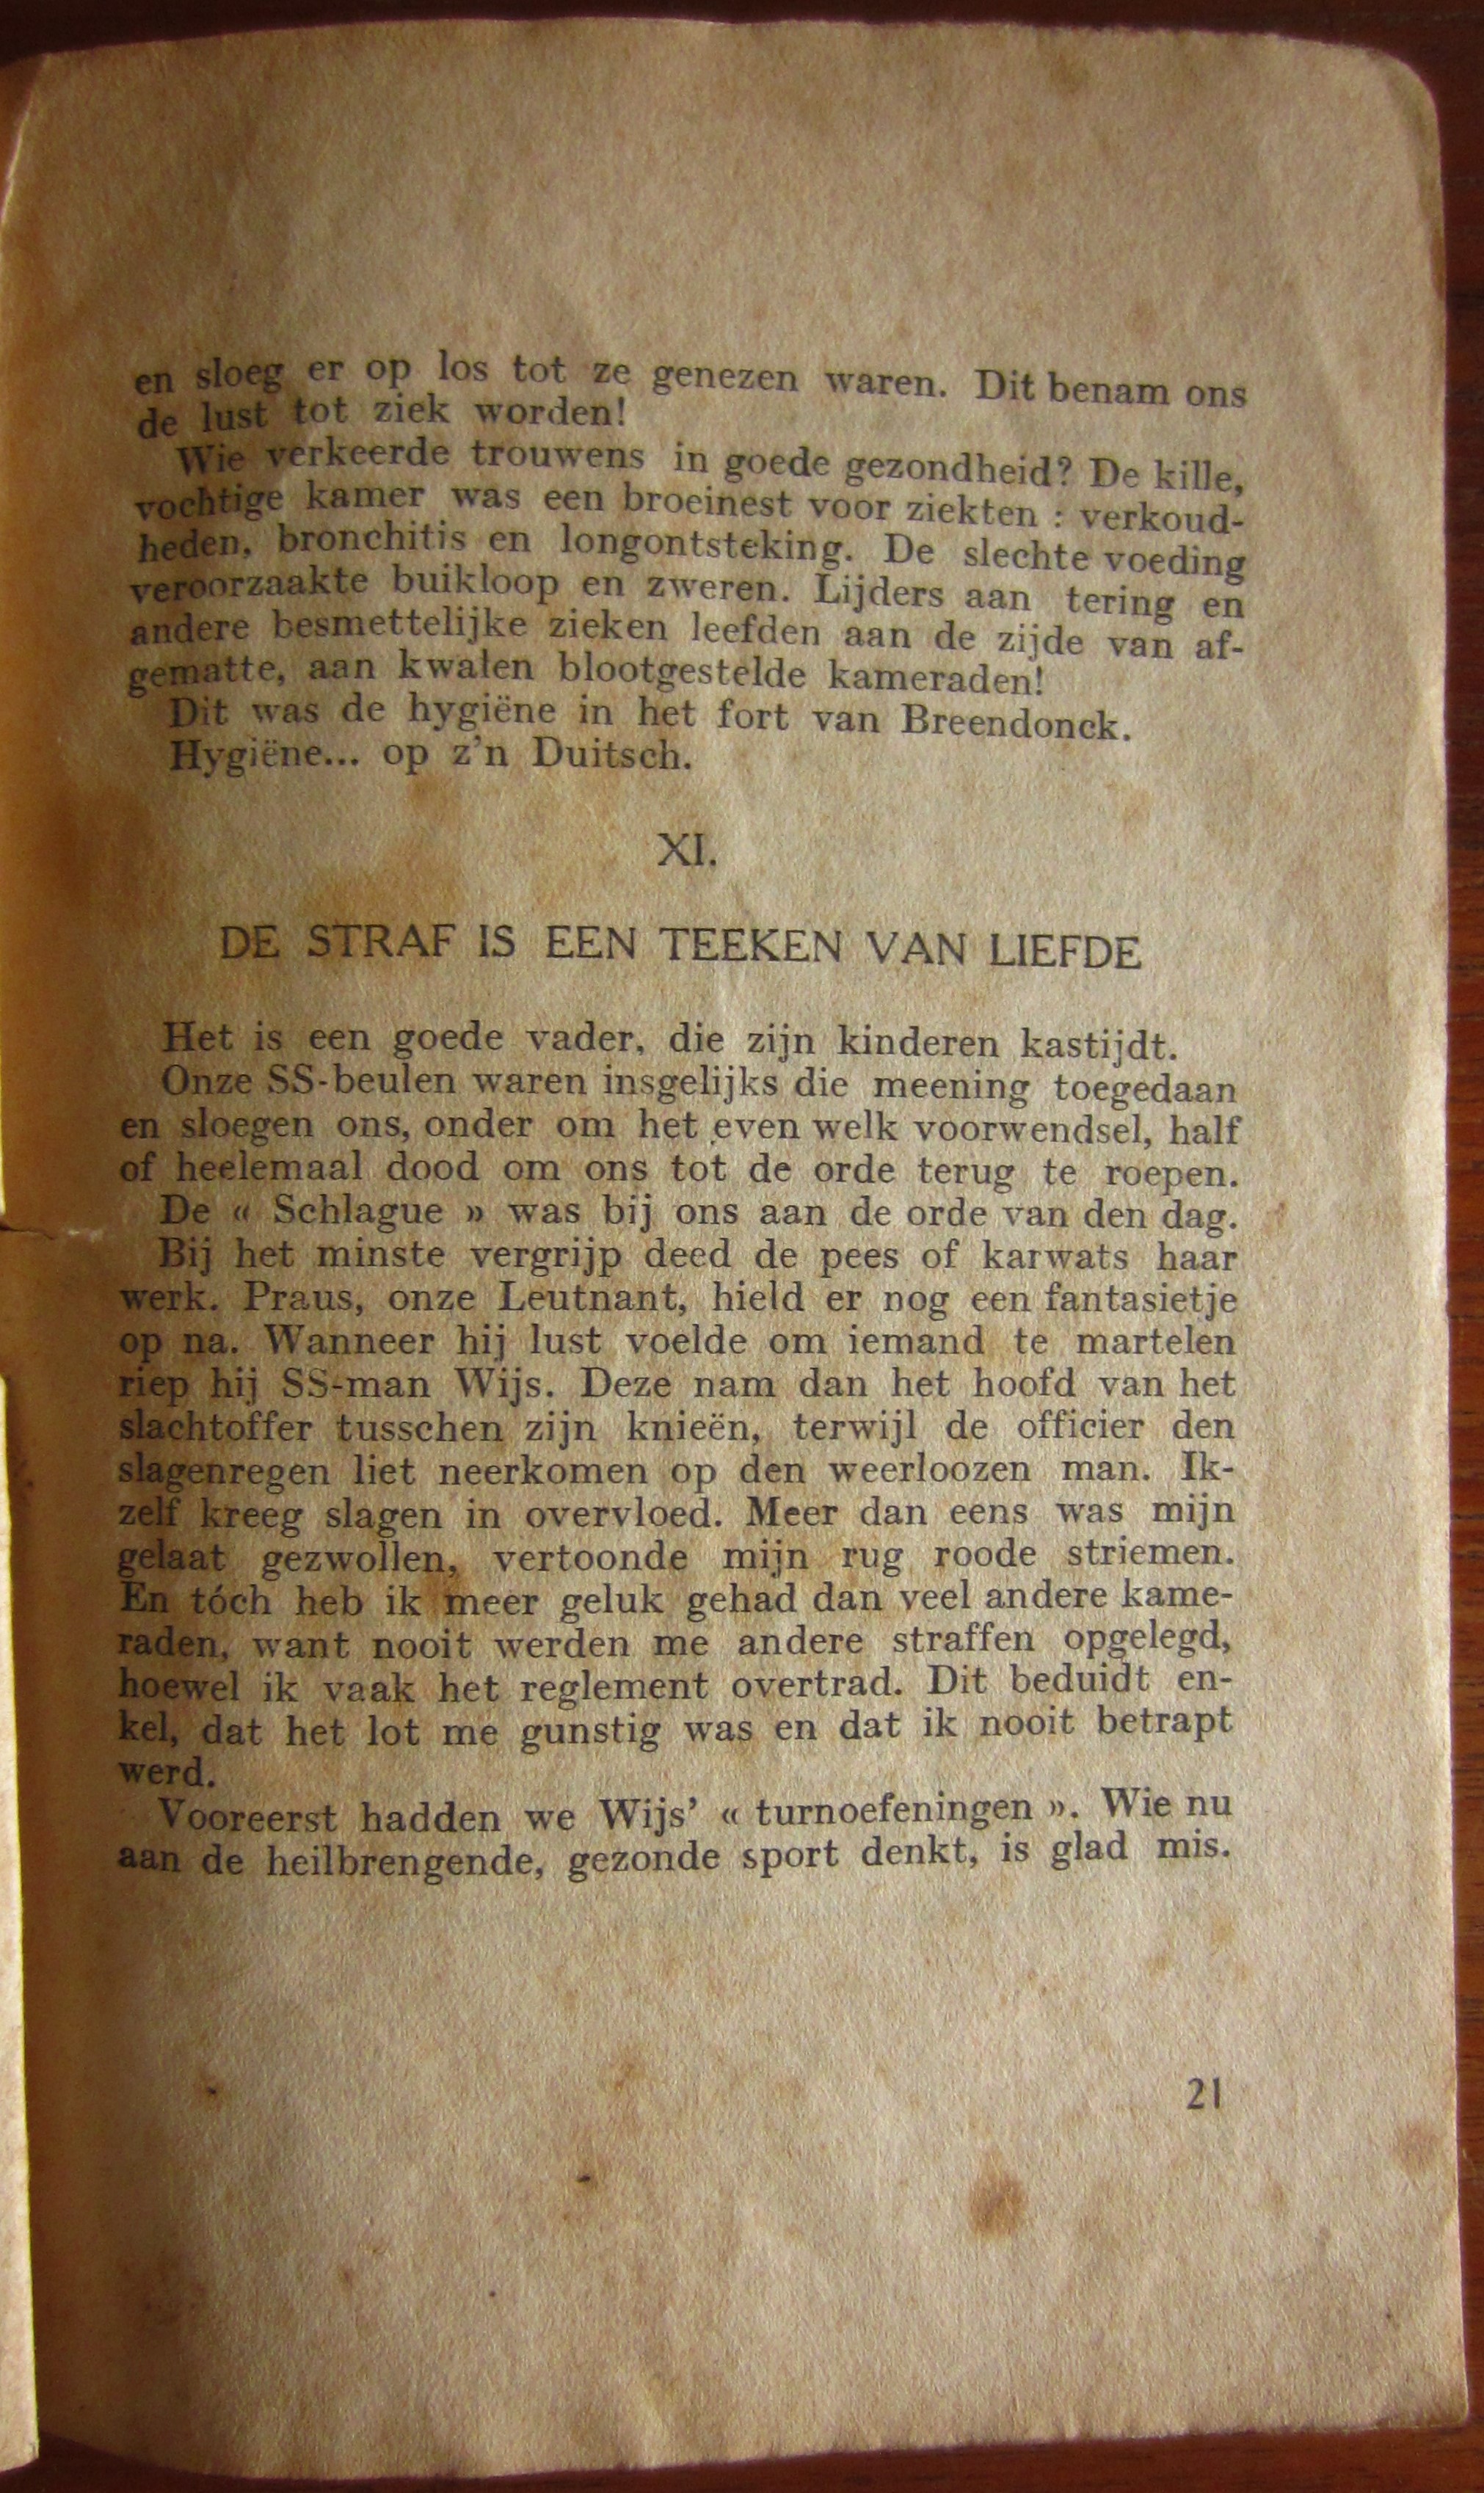 en sloeg er op los tot ze genezen waren. Dit benam ons
de lust tot ziek worden!
Wie verkeerde trouwens in goede gezondheid? De kille,
vochtige kamer was een broeinest voor ziekten : verkoud-
heden, bronchitis en longontsteking. De slechte voeding
veroorzaakte buikloop en zweren. Lijders aan tering en
andere besmettelijke zieken leefden aan de zijde van af-
gematte, aan kwalen blootgestelde kameraden!
Dit was de hygiëne in het fort van Breendonck.
Hygiëne... op z'n Duitsch.
XI.
DE STRAF IS EEN TEEKEN VAN LIEFDE
Het is een goede vader, die zijn kinderen kastijdt.
Onze SS-beulen waren insgelijks die meening toegedaan
en sloegen ons, onder om het even welk voorwendsel, half
of heelemaal dood om ons tot de orde terug te roepen.
De « Schlague » was bij ons aan de orde van den dag.
Bij het minste vergrijp deed de pees of karwats haar
werk. Praus, onze Leutnant, hield er nog een fantasietje
op na. Wanneer hij lust voelde om iemand te martelen
riep hij SS-man Wijs. Deze nam dan het hoofd van het
slachtoffer tusschen zijn knieën, terwijl de officier den
slagenregen liet neerkomen op den weerloozen man. Ik-
zelf kreeg slagen in overvloed. Meer dan eens was mijn
gelaat gezwollen, vertoonde mijn rug roode striemen.
En tóch heb ik meer geluk gehad dan veel andere kame-
raden, want nooit werden me andere straffen opgelegd,
hoewel ik vaak het reglement overtrad. Dit beduidt en-
kel, dat het lot me gunstig was en dat ik nooit betrapt
werd.
Vooreerst hadden we Wijs' « turnoefeningen ». Wie nu
aan de heilbrengende, gezonde sport denkt, is glad mis.
21